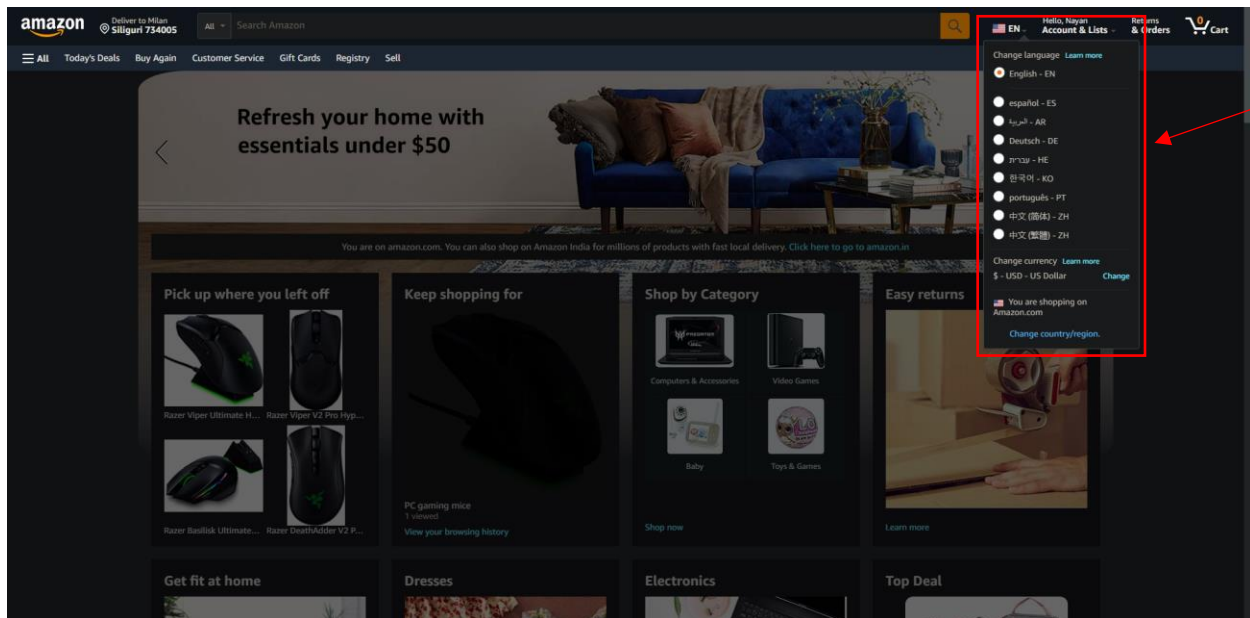 amazon
Deliver to Milan
Siliguri 734005
All
Search Amazon
EN
Hello, Nayan
Account & Lists
Returns
& Orders
0
Cart
All
Today's Deals
Buy Again
Customer Service
Gift Cards
Registry
Sell
Change language Learn more
English - EN
español - ES
العربية - AR
Deutsch - DE
עברית - HE
한국어 - KO
português - PT
中文 (简体) - ZH
中文 (繁體) - ZH
Change currency Learn more
$ - USD - US Dollar
Change
You are shopping on
Amazon.com
Change country/region.
Refresh your home with
essentials under $50
You are on amazon.com. You can also shop on Amazon India for millions of products with fast local delivery. Click here to go to amazon.in
Pick up where you left off
Razer Viper Ultimate H...
Razer Viper V2 Pro Hyp...
Razer Basilisk Ultimate...
Razer DeathAdder V2 P...
Keep shopping for
PC gaming mice
1 viewed
View your browsing history
Shop by Category
PREDATOR
Computers & Accessories
Video Games
Baby
Toys & Games
Shop now
Easy returns
Learn more
Get fit at home
Dresses
Electronics
Top Deal